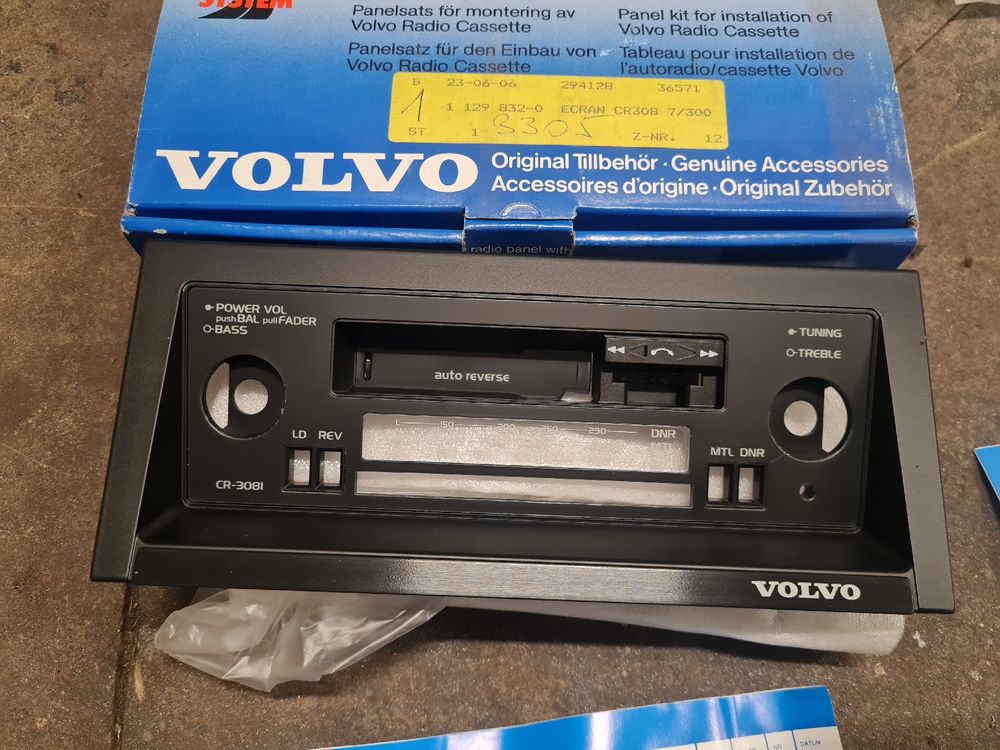 SYSTEM
Panelsats för montering av
Volvo Radio Cassette
Panel kit for installation of
Volvo Radio Cassette
Panelsatz für den Einbau von
Volvo Radio Cassette
Tableau pour installation de
l'autoradio/cassette Volvo
B 23-06-06 294128 36571
1 1 129 832-0 ECRAN CR308 7/300
ST 1 3305 Z-NR. 12
VOLVO
Original Tillbehör · Genuine Accessories
Accessoires d'origine · Original Zubehör
radio panel with
POWER VOL
push BAL pull FADER
BASS
TUNING
TREBLE
auto reverse
L 150 200 250 290 DNR
MTL
LD REV
MTL DNR
CR-3081
VOLVO
NR DATUM